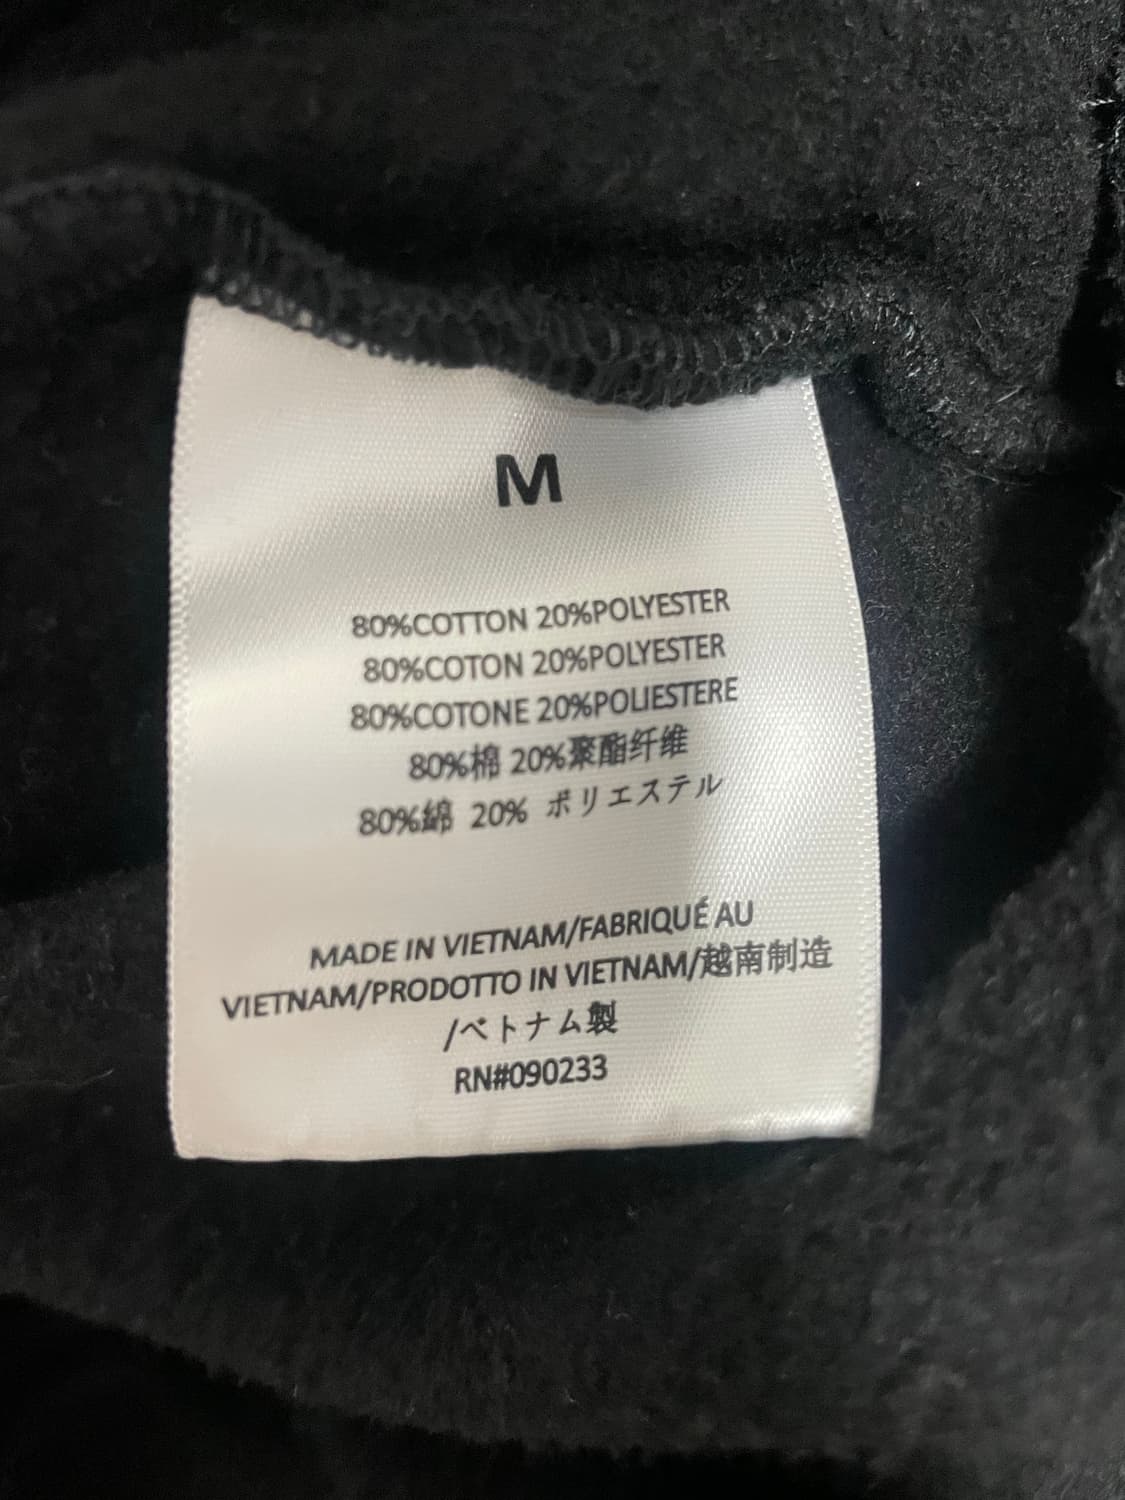 M
80%COTTON 20%POLYESTER
80%COTON 20%POLYESTER
80%COTONE 20%POLIESTERE
80%棉 20%聚酯纤维
80%綿 20% ポリエステル
MADE IN VIETNAM/FABRIQUÉ AU
VIETNAM/PRODOTTO IN VIETNAM/越南制造
/ベトナム製
RN#090233